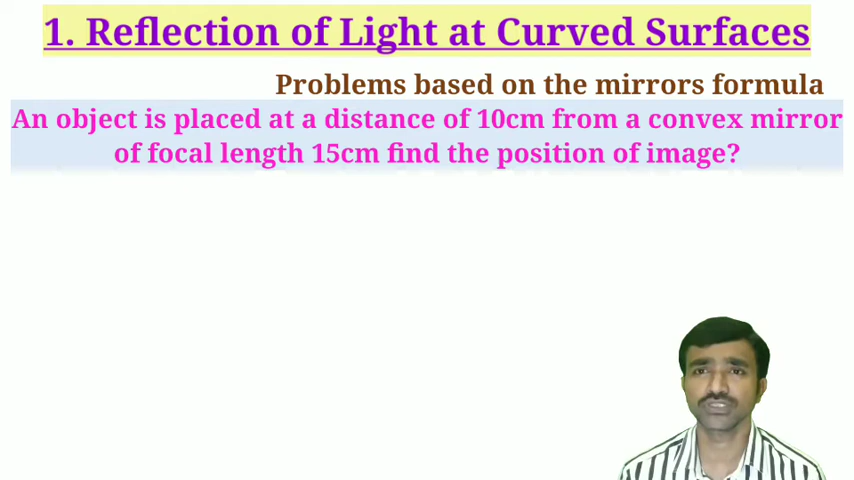 1. Reflection of Light at Curved Surfaces
Problems based on the mirrors formula
An object is placed at a distance of 10cm from a convex mirror
of focal length 15cm find the position of image?